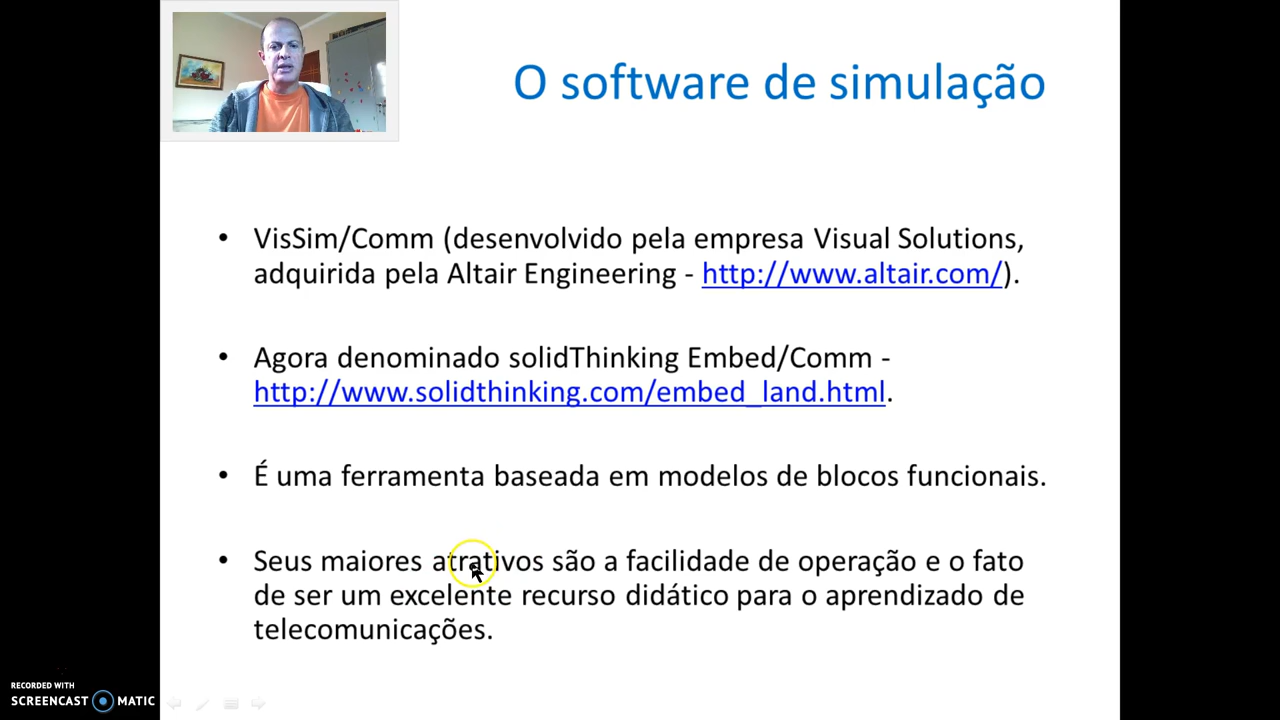 O software de simulação
• VisSim/Comm (desenvolvido pela empresa Visual Solutions,
adquirida pela Altair Engineering - http://www.altair.com/).
• Agora denominado solidThinking Embed/Comm -
http://www.solidthinking.com/embed_land.html.
• É uma ferramenta baseada em modelos de blocos funcionais.
• Seus maiores atrativos são a facilidade de operação e o fato
de ser um excelente recurso didático para o aprendizado de
telecomunicações.
RECORDED WITH
SCREENCAST MATIC